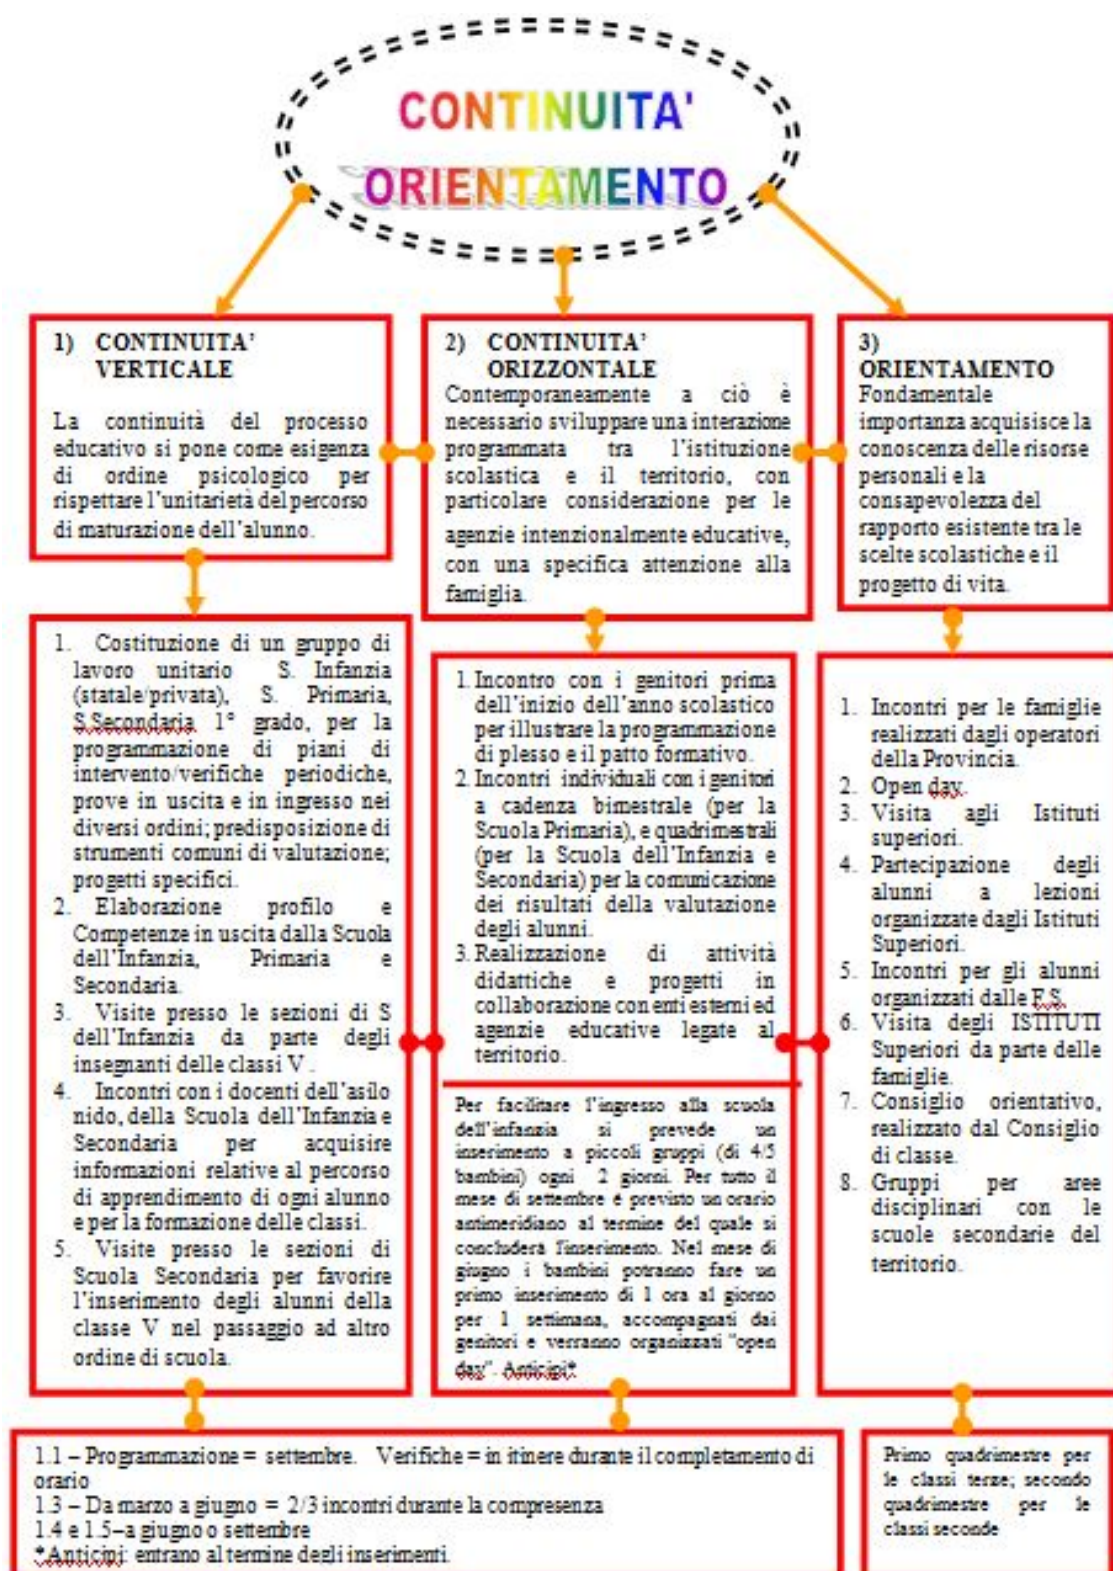 CONTINUITA'
ORIENTAMENTO
1) CONTINUITA'
VERTICALE
La continuità del processo
educativo si pone come esigenza
di ordine psicologico per
rispettare l'unitarietà del percorso
di maturazione dell'alunno.
2) CONTINUITA'
ORIZZONTALE
Contemporaneamente a ciò è
necessario sviluppare una interazione
programmata tra l'istituzione
scolastica e il territorio, con
particolare considerazione per le
agenzie intenzionalmente educative,
con una specifica attenzione alla
famiglia.
3)
ORIENTAMENTO
Fondamentale
importanza acquisisce la
conoscenza delle risorse
personali e la
consapevolezza del
rapporto esistente tra le
scelte scolastiche e il
progetto di vita.
1. Costituzione di un gruppo di
lavoro unitario S. Infanzia
(statale/privata), S. Primaria,
S.Secondaria 1° grado, per la
programmazione di piani di
intervento/verifiche periodiche,
prove in uscita e in ingresso nei
diversi ordini; predisposizione di
strumenti comuni di valutazione;
progetti specifici.
2. Elaborazione profilo e
Competenze in uscita dalla Scuola
dell'Infanzia, Primaria e
Secondaria.
3. Visite presso le sezioni di S
dell'Infanzia da parte degli
insegnanti delle classi V .
4. Incontri con i docenti dell'asilo
nido, della Scuola dell'Infanzia e
Secondaria per acquisire
informazioni relative al percorso
di apprendimento di ogni alunno
e per la formazione delle classi.
5. Visite presso le sezioni di
Scuola Secondaria per favorire
l'inserimento degli alunni della
classe V nel passaggio ad altro
ordine di scuola.
1. Incontro con i genitori prima
dell'inizio dell'anno scolastico
per illustrare la programmazione
di plesso e il patto formativo.
2. Incontri individuali con i genitori
a cadenza bimestrale (per la
Scuola Primaria), e quadrimestrali
(per la Scuola dell'Infanzia e
Secondaria) per la comunicazione
dei risultati della valutazione
degli alunni.
3. Realizzazione di attività
didattiche e progetti in
collaborazione con enti esterni ed
agenzie educative legate al
territorio.
Per facilitare l'ingresso alla scuola
dell'infanzia si prevede un
inserimento a piccoli gruppi (di 4/5
bambini) ogni 2 giorni. Per tutto il
mese di settembre é previsto un orario
antimeridiano al termine del quale si
concluderà l'inserimento. Nel mese di
giugno i bambini potranno fare un
primo inserimento di 1 ora al giorno
per 1 settimana, accompagnati dai
genitori e verranno organizzati "open
day". Anticipi*
1. Incontri per le famiglie
realizzati dagli operatori
della Provincia.
2. Open day.
3. Visita agli Istituti
superiori.
4. Partecipazione degli
alunni a lezioni
organizzate dagli Istituti
Superiori.
5. Incontri per gli alunni
organizzati dalle F.S.
6. Visita degli ISTITUTI
Superiori da parte delle
famiglie.
7. Consiglio orientativo,
realizzato dal Consiglio
di classe.
8. Gruppi per aree
disciplinari con le
scuole secondarie del
territorio.
1.1 – Programmazione = settembre. Verifiche = in itinere durante il completamento di
orario
1.3 – Da marzo a giugno = 2/3 incontri durante la compresenza
1.4 e 1.5–a giugno o settembre
*Anticipi: entrano al termine degli inserimenti.
Primo quadrimestre per
le classi terze; secondo
quadrimestre per le
classi seconde